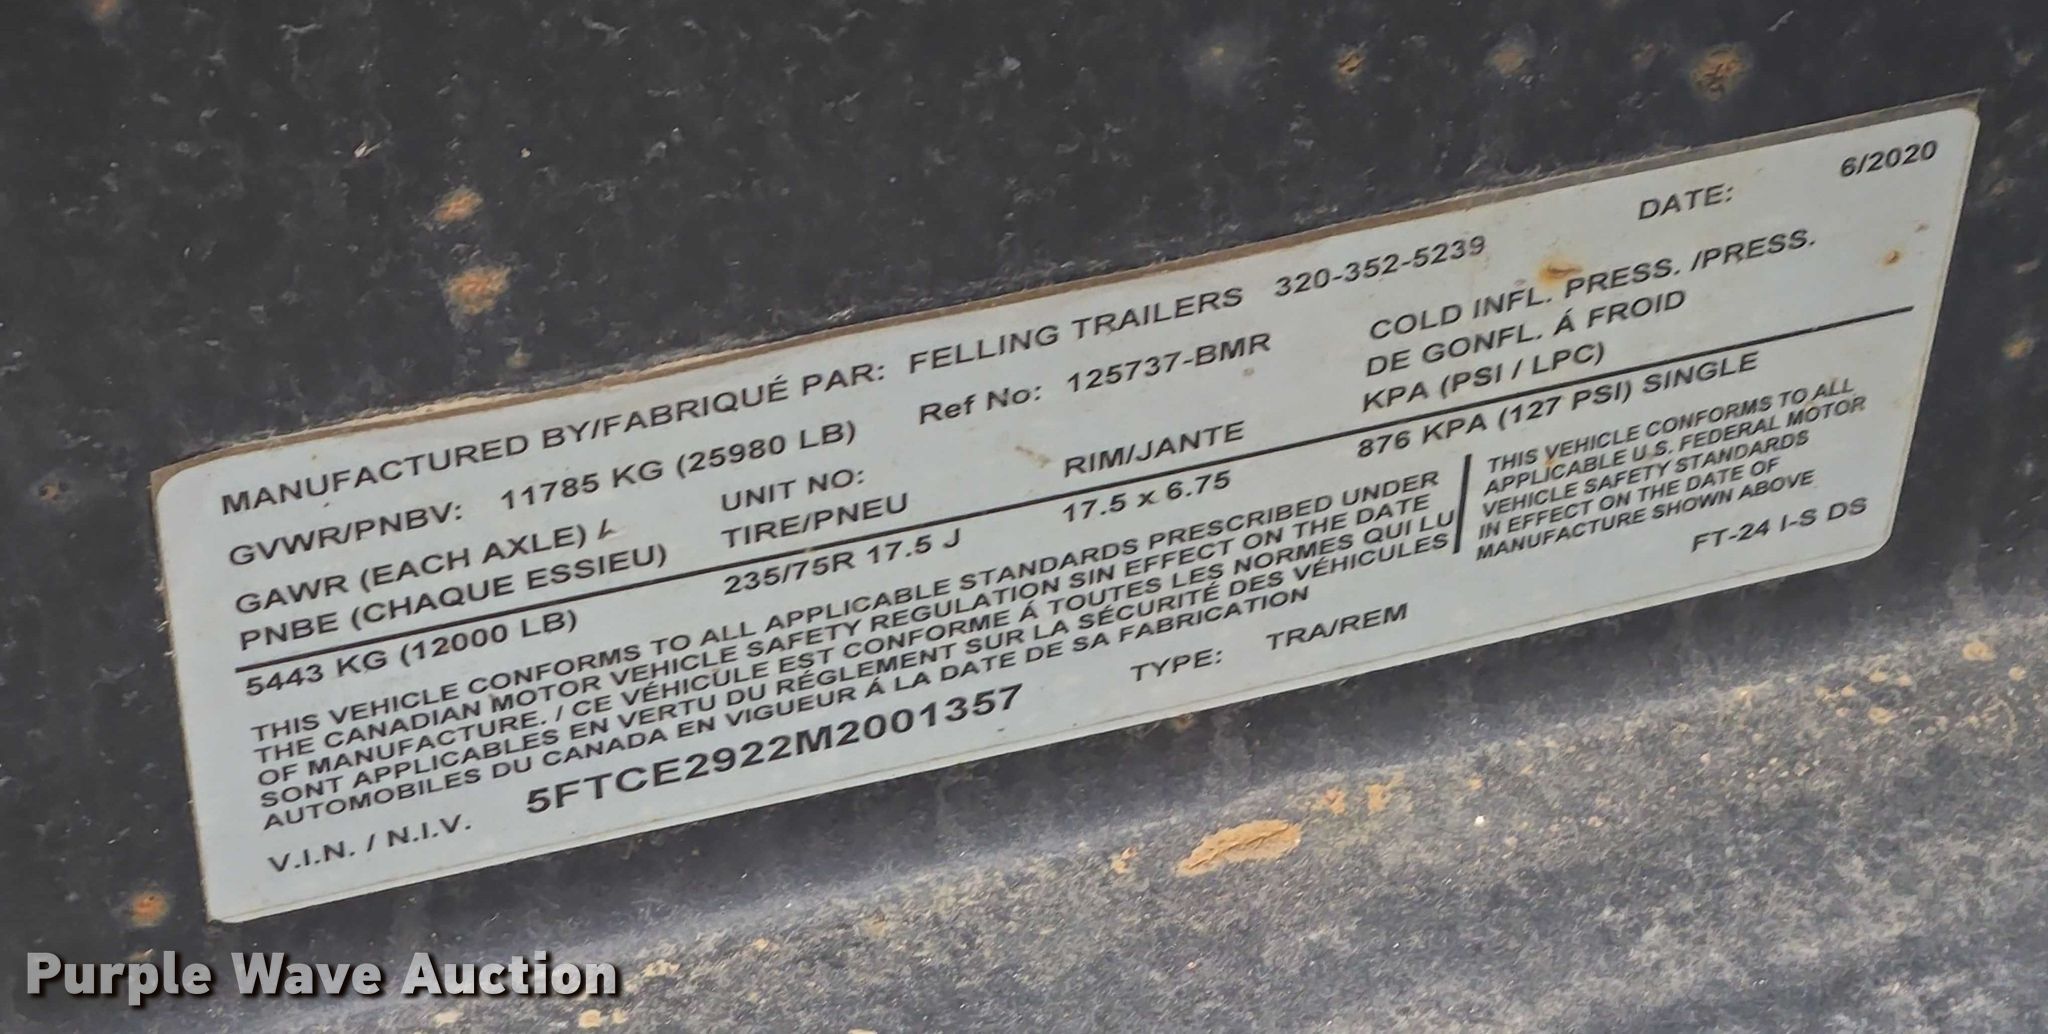 MANUFACTURED BY/FABRIQUÉ PAR: FELLING TRAILERS 320-352-5239 DATE: 6/2020
GVWR/PNBV: 11785 KG (25980 LB) Ref No: 125737-BMR COLD INFL. PRESS. /PRESS.
GAWR (EACH AXLE) / UNIT NO: DE GONFL. Á FROID
PNBE (CHAQUE ESSIEU) TIRE/PNEU RIM/JANTE KPA (PSI / LPC)
5443 KG (12000 LB) 235/75R 17.5 J 17.5 x 6.75 876 KPA (127 PSI) SINGLE
THIS VEHICLE CONFORMS TO ALL APPLICABLE STANDARDS PRESCRIBED UNDER
THE CANADIAN MOTOR VEHICLE SAFETY REGULATION SIN EFFECT ON THE DATE
OF MANUFACTURE. / CE VÉHICULE EST CONFORME Á TOUTES LES NORMES QUI LU
SONT APPLICABLES EN VERTU DU RÉGLEMENT SUR LA SÉCURITÉ DES VÉHICULES
AUTOMOBILES DU CANADA EN VIGUEUR Á LA DATE DE SA FABRICATION
THIS VEHICLE CONFORMS TO ALL
APPLICABLE U.S. FEDERAL MOTOR
VEHICLE SAFETY STANDARDS
IN EFFECT ON THE DATE OF
MANUFACTURE SHOWN ABOVE
V.I.N. / N.I.V. 5FTCE2922M2001357 TYPE: TRA/REM FT-24 I-S DS
Purple Wave Auction